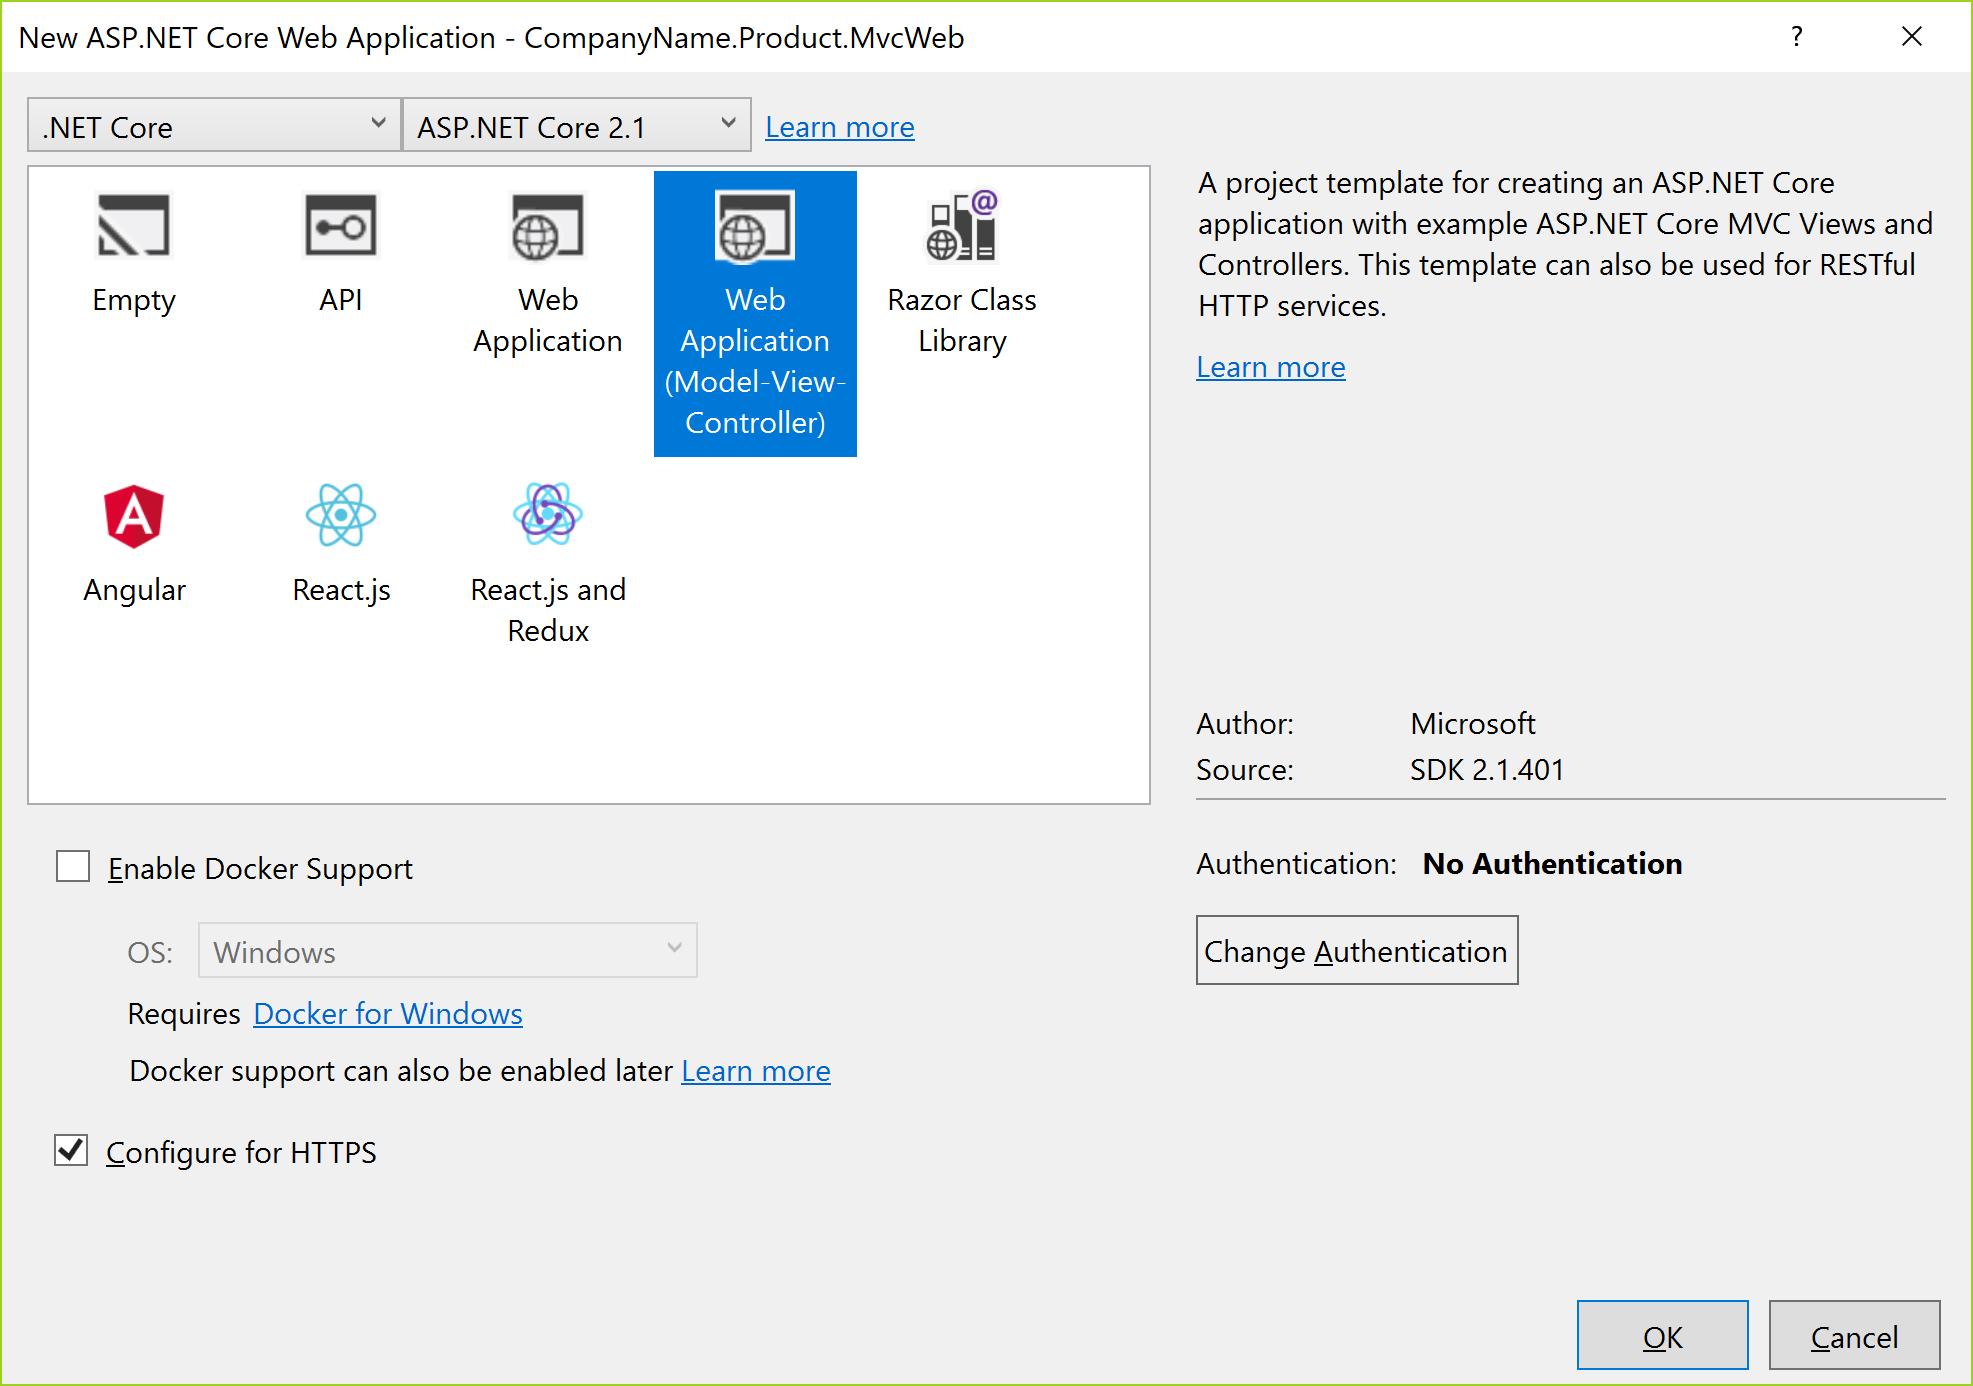 New ASP.NET Core Web Application - CompanyName.Product.MvcWeb
?
.NET Core
ASP.NET Core 2.1
Learn more
Empty
API
Web
Application
Web
Application
(Model-View-
Controller)
Razor Class
Library
Angular
React.js
React.js and
Redux
A project template for creating an ASP.NET Core
application with example ASP.NET Core MVC Views and
Controllers. This template can also be used for RESTful
HTTP services.
Learn more
Author: Microsoft
Source: SDK 2.1.401
Enable Docker Support
OS: Windows
Requires Docker for Windows
Docker support can also be enabled later Learn more
Configure for HTTPS
Authentication: No Authentication
Change Authentication
OK
Cancel